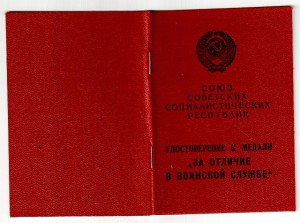 СОЮЗ
СОВЕТСКИХ
СОЦИАЛИСТИЧЕСКИХ
РЕСПУБЛИК
УДОСТОВЕРЕНИЕ К МЕДАЛИ
„ЗА ОТЛИЧИЕ
В ВОИНСКОЙ СЛУЖБЕ“